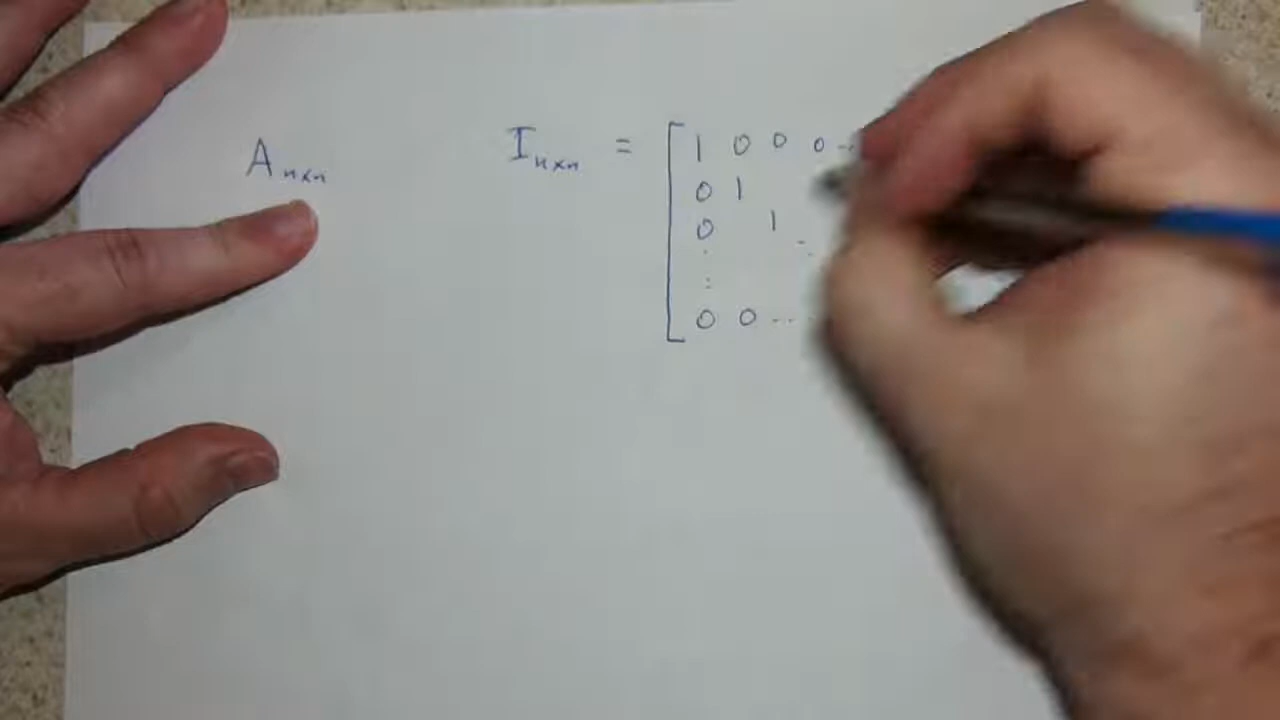 A n×n I n×n = [ 1 0 0 0 ..
0 1
0 1
. .
:
0 0 ...